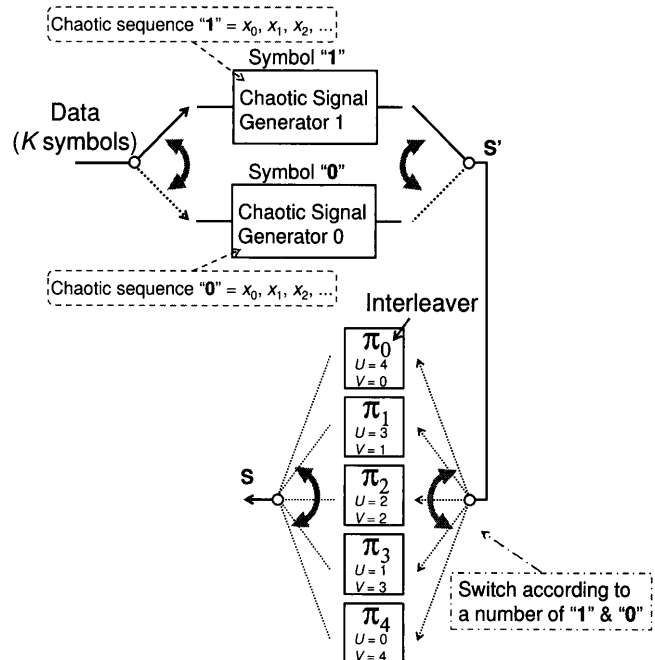 Chaotic sequence “1” = x0, x1, x2, ...
Symbol “1”
Chaotic Signal
Generator 1
Data
(K symbols)
S’
Symbol “0”
Chaotic Signal
Generator 0
Chaotic sequence “0” = x0, x1, x2, ...
Interleaver
π0
U = 4
V = 0
π1
U = 3
V = 1
S
π2
U = 2
V = 2
π3
U = 1
V = 3
Switch according to
a number of “1” & “0”
π4
U = 0
V = 4